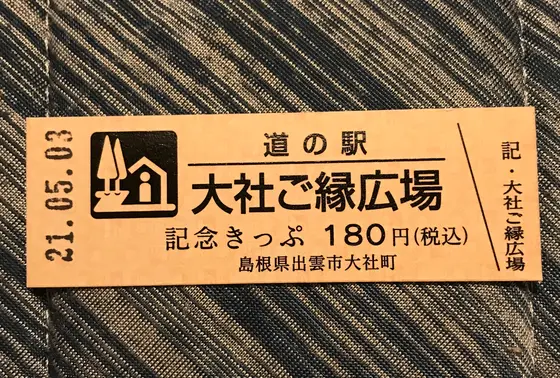 21.05.03
道の駅
大社ご縁広場
記念きっぷ 180円(税込)
島根県出雲市大社町
記・大社ご縁広場